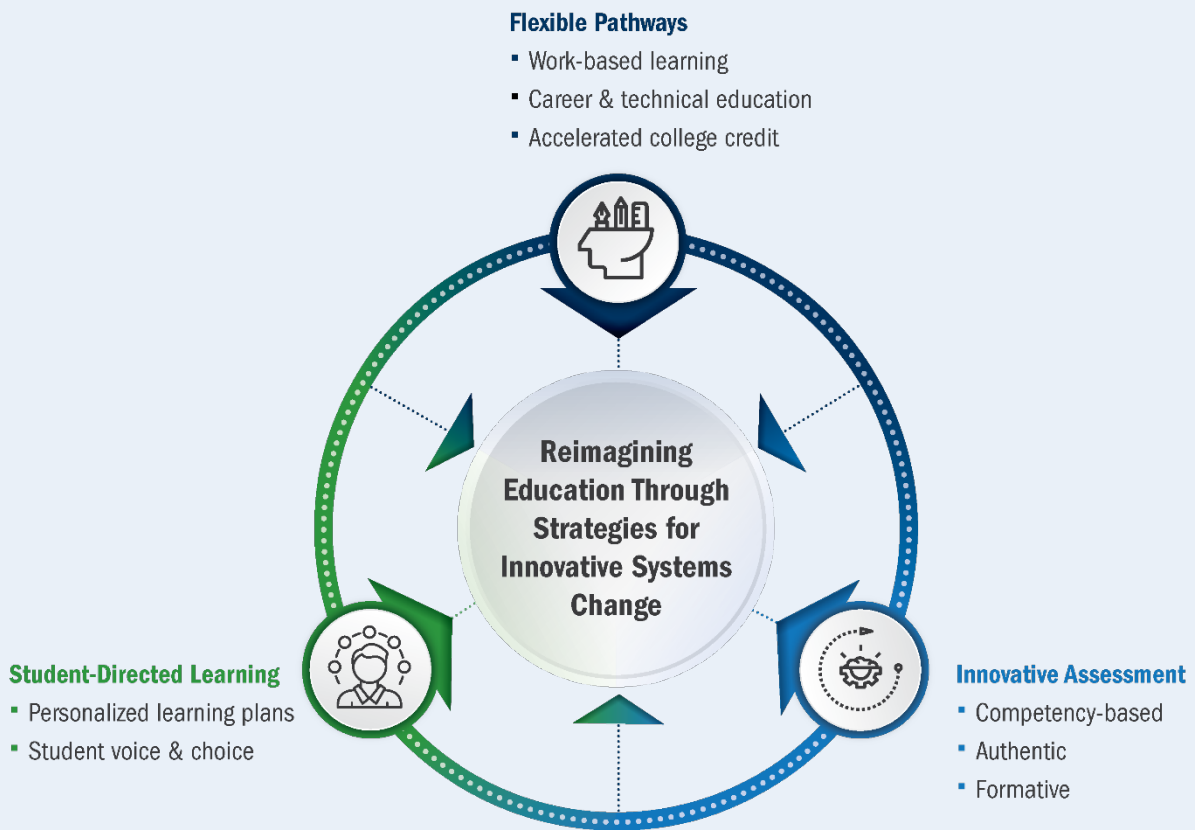 Flexible Pathways
▪ Work-based learning
▪ Career & technical education
▪ Accelerated college credit
Reimagining
Education Through
Strategies for
Innovative Systems
Change
Student-Directed Learning
▪ Personalized learning plans
▪ Student voice & choice
Innovative Assessment
▪ Competency-based
▪ Authentic
▪ Formative